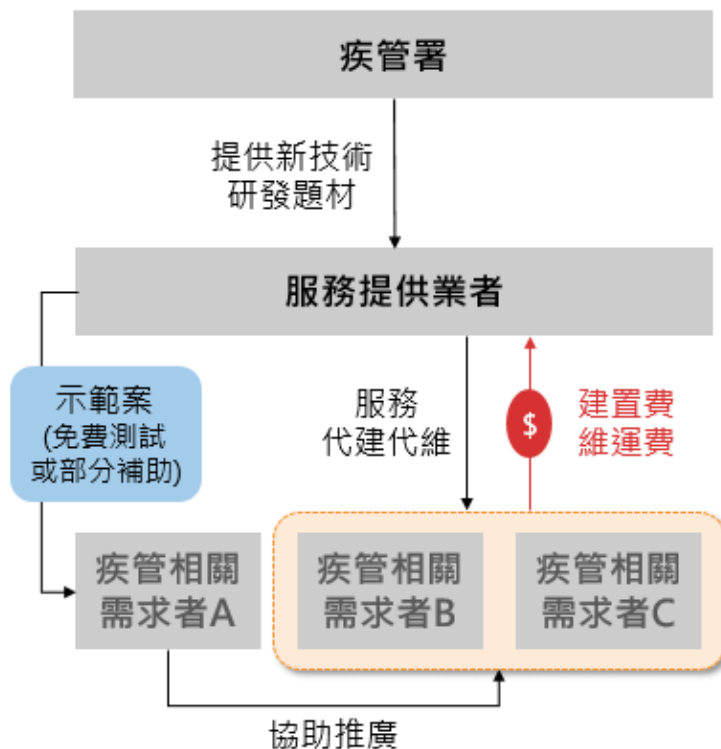 疾管署
提供新技術
研發題材
服務提供業者
示範案
(免費測試
或部分補助)
服務
代建代維
$
建置費
維運費
疾管相關
需求者A
疾管相關
需求者B
疾管相關
需求者C
協助推廣